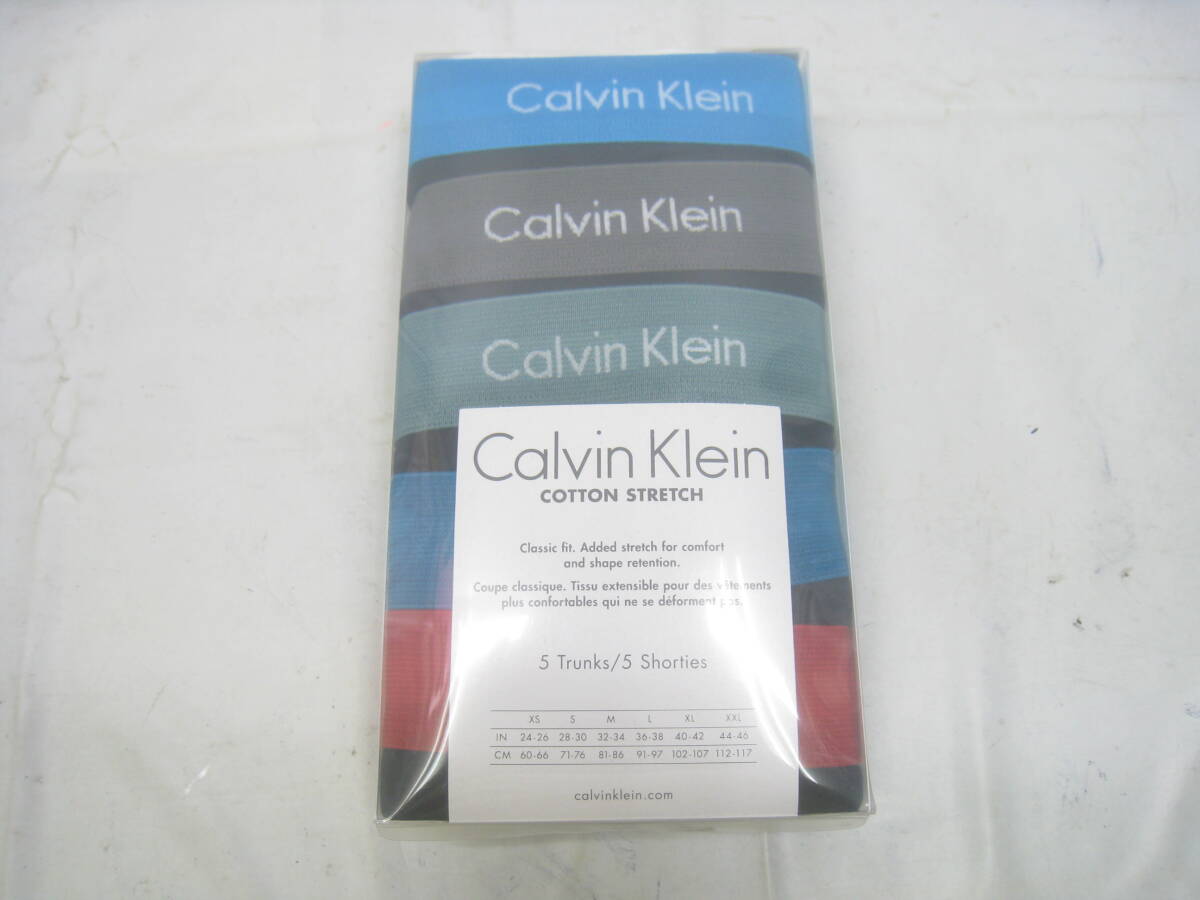 Calvin Klein
Calvin Klein
Calvin Klein
Calvin Klein
COTTON STRETCH
Classic fit. Added stretch for comfort
and shape retention.
Coupe classique. Tissu extensible pour des vêtements
plus confortables qui ne se déforment pas.
5 Trunks/5 Shorties
XS S M L XL XXL
IN 24-26 28-30 32-34 36-38 40-42 44-46
CM 60-66 71-76 81-86 91-97 102-107 112-117
calvinklein.com